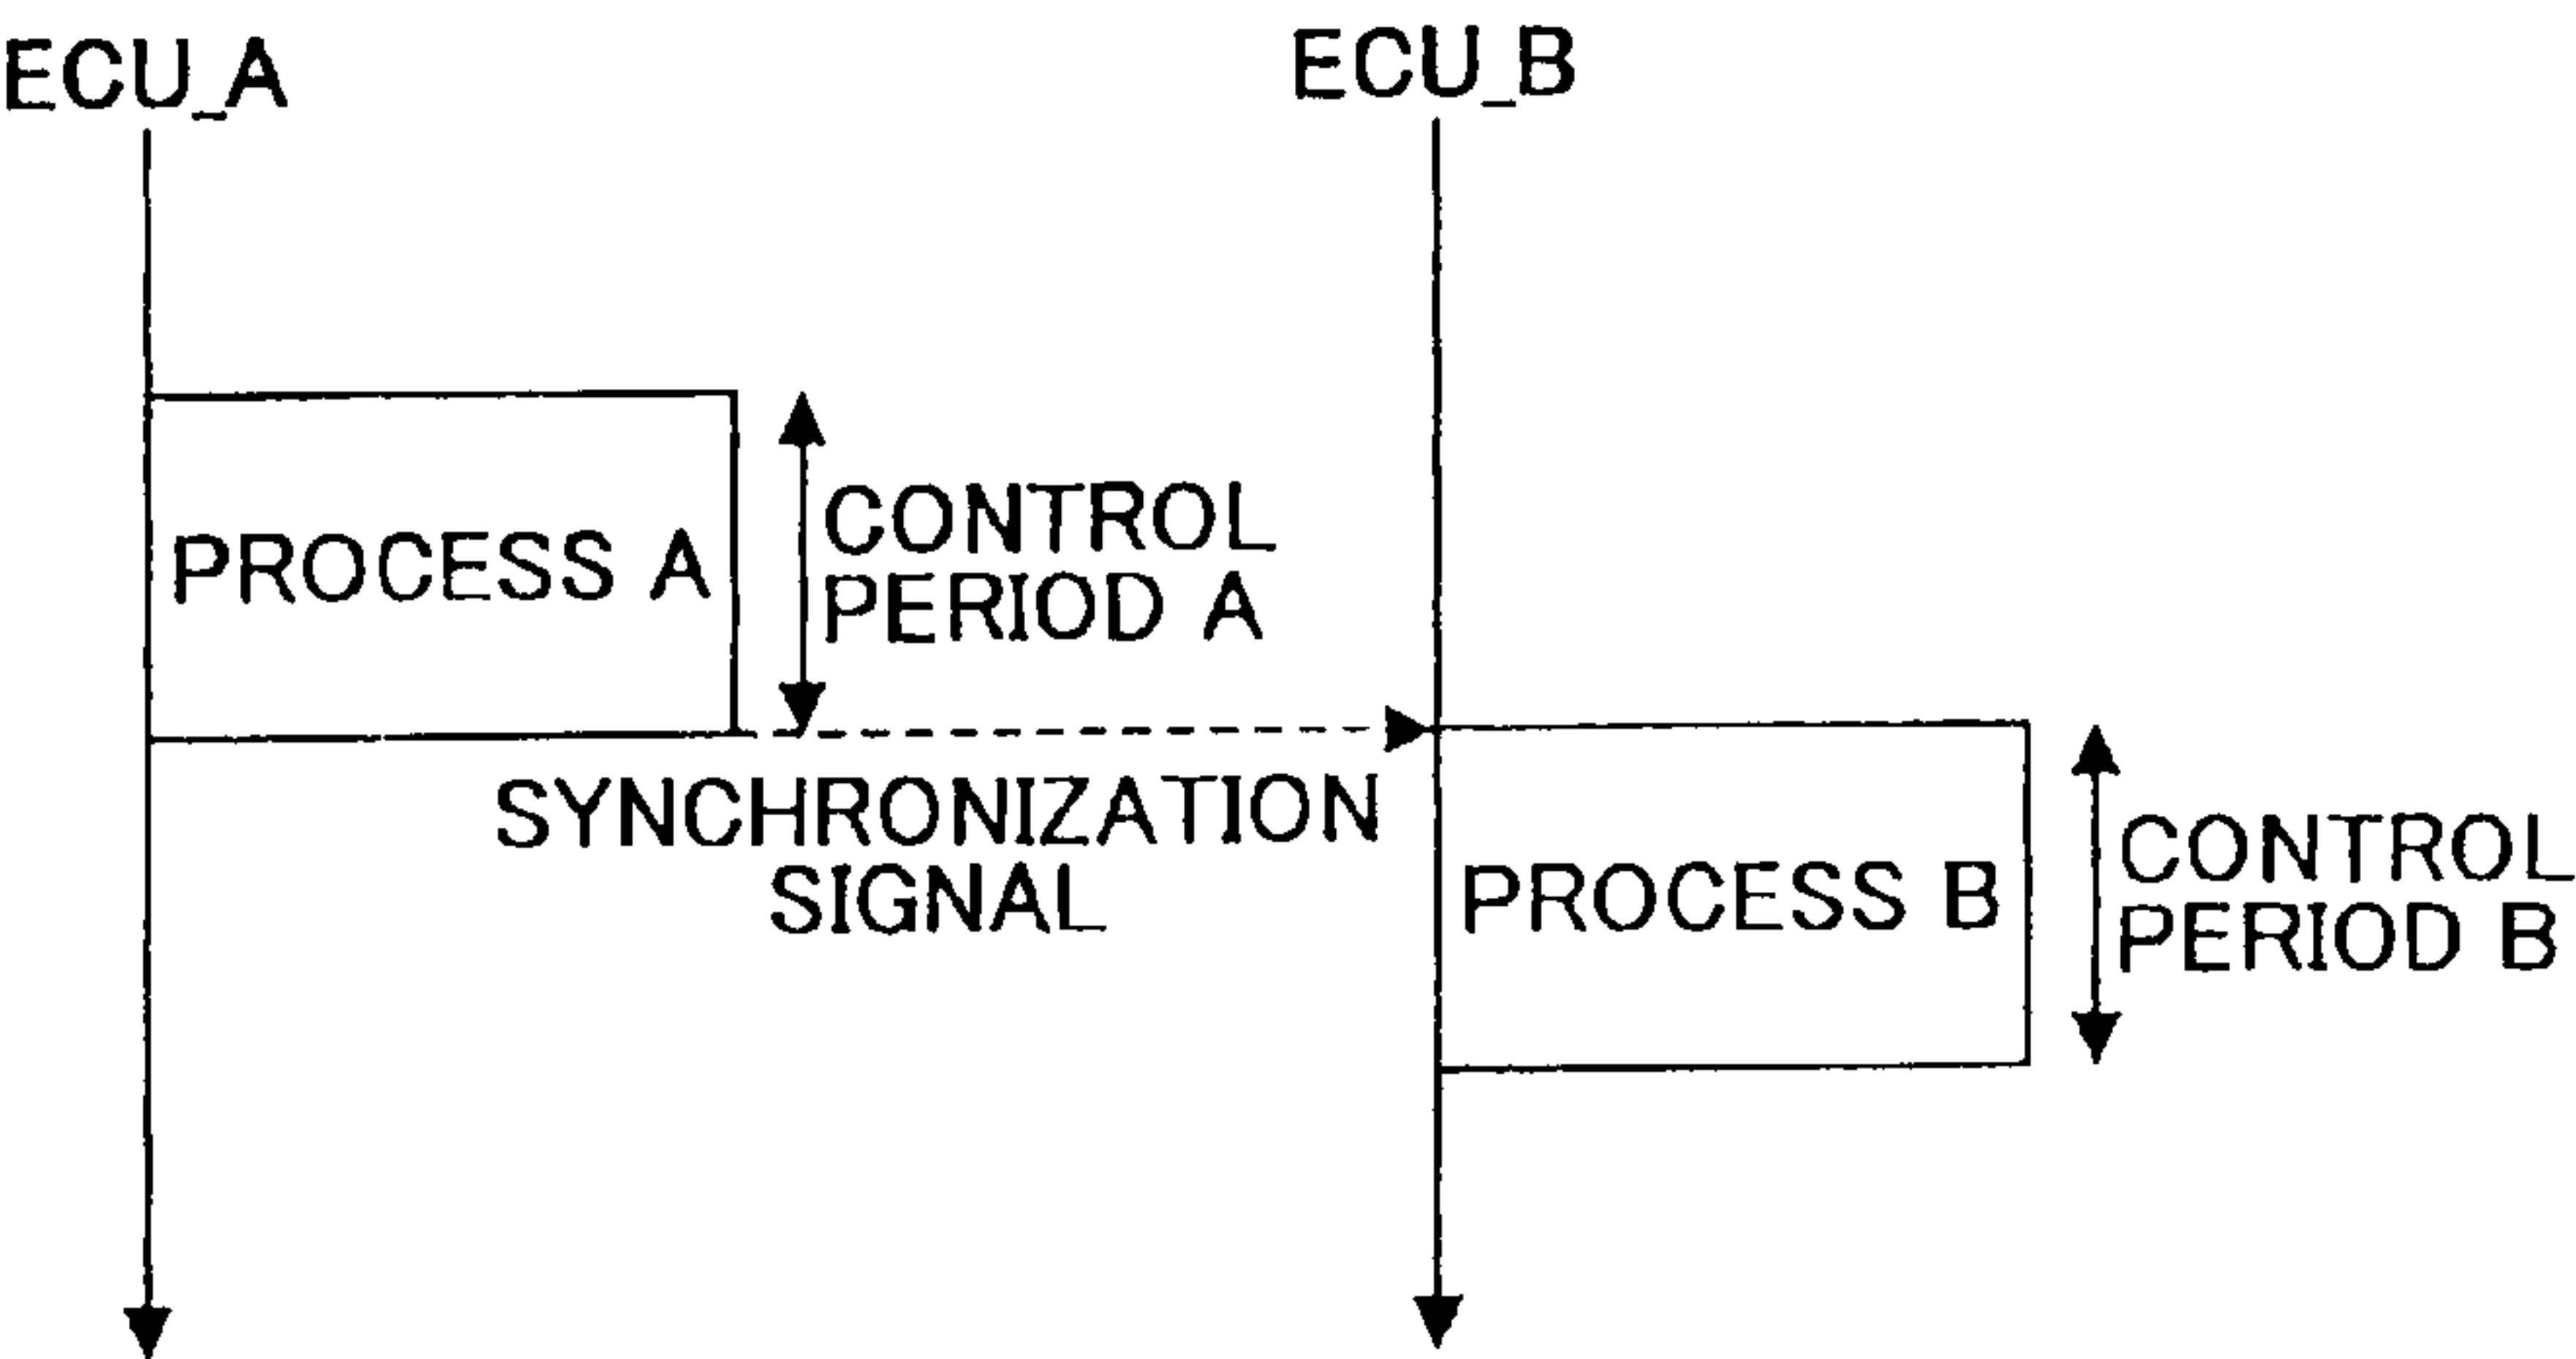 ECU_A
ECU_B
PROCESS A
CONTROL
PERIOD A
SYNCHRONIZATION
SIGNAL
PROCESS B
CONTROL
PERIOD B